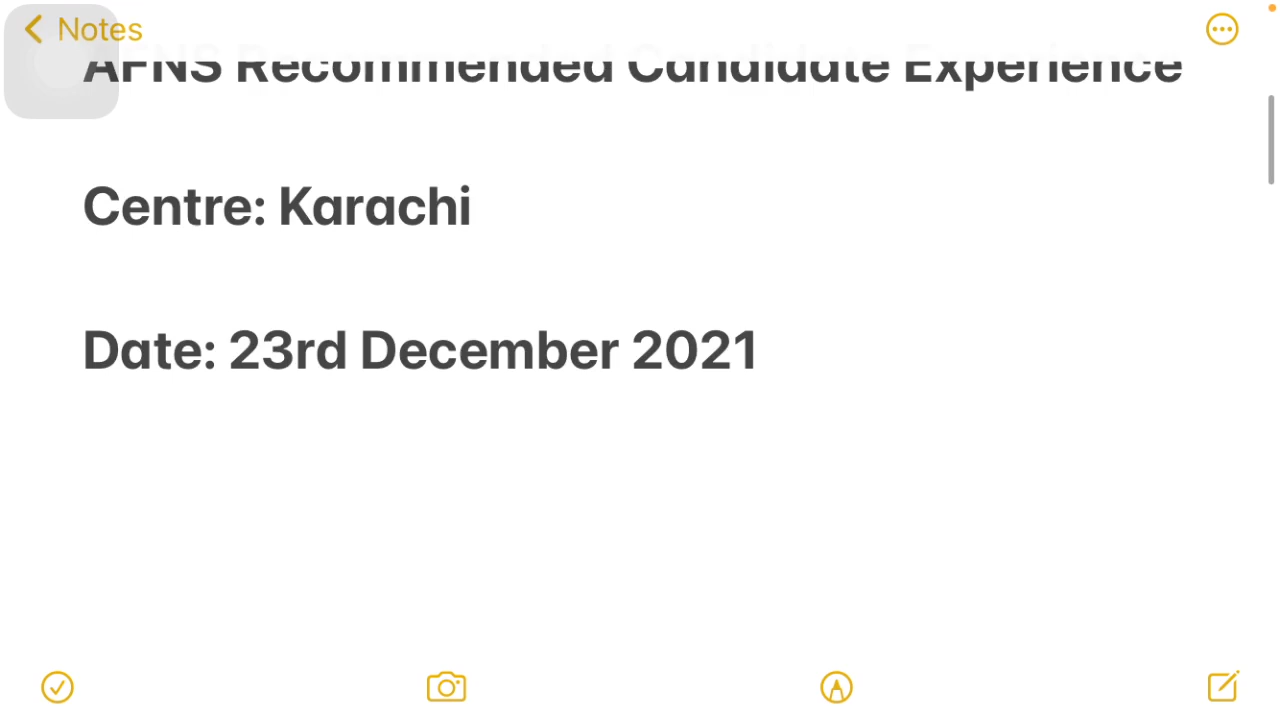 Notes
AFNS Recommended Candidate Experience
Centre: Karachi
Date: 23rd December 2021